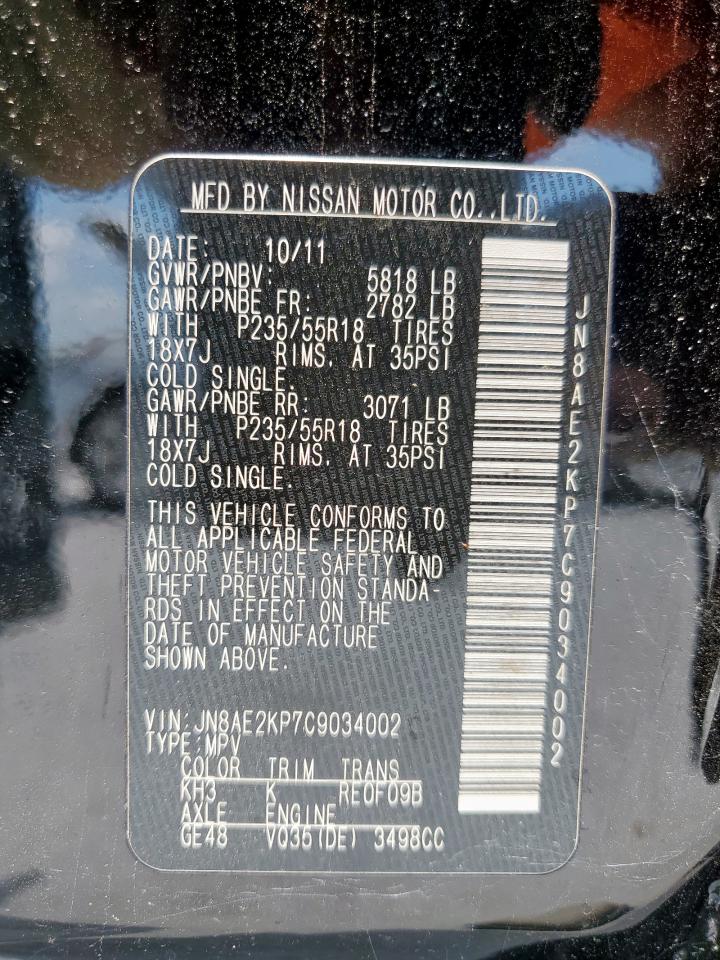 MFD BY NISSAN MOTOR CO.,LTD.
DATE: 10/11
GVWR/PNBV: 5818 LB
GAWR/PNBE FR: 2782 LB
WITH P235/55R18 TIRES
18X7J RIMS. AT 35PSI
COLD SINGLE.
GAWR/PNBE RR: 3071 LB
WITH P235/55R18 TIRES
18X7J RIMS. AT 35PSI
COLD SINGLE.
THIS VEHICLE CONFORMS TO
ALL APPLICABLE FEDERAL
MOTOR VEHICLE SAFETY AND
THEFT PREVENTION STANDA-
RDS IN EFFECT ON THE
DATE OF MANUFACTURE
SHOWN ABOVE.
VIN:JN8AE2KP7C9034002
TYPE:MPV
COLOR TRIM TRANS
KH3 K RE0F09B
AXLE ENGINE
GE48 VQ35(DE) 3498CC
JN8AE2KP7C9034002